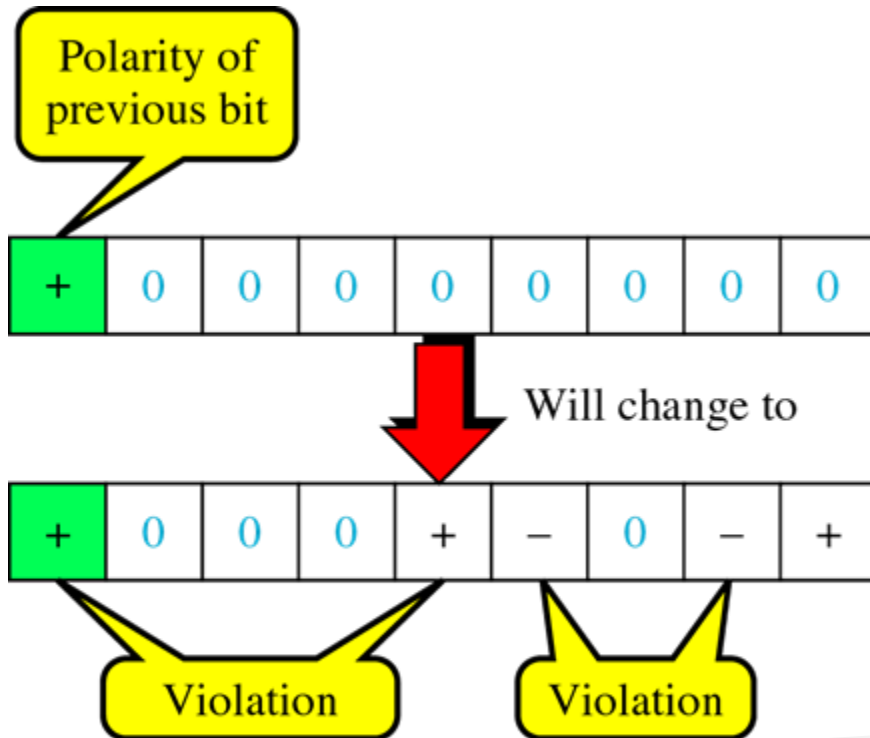 Polarity of
previous bit
+ 0 0 0 0 0 0 0 0
Will change to
+ 0 0 0 + – 0 – +
Violation Violation